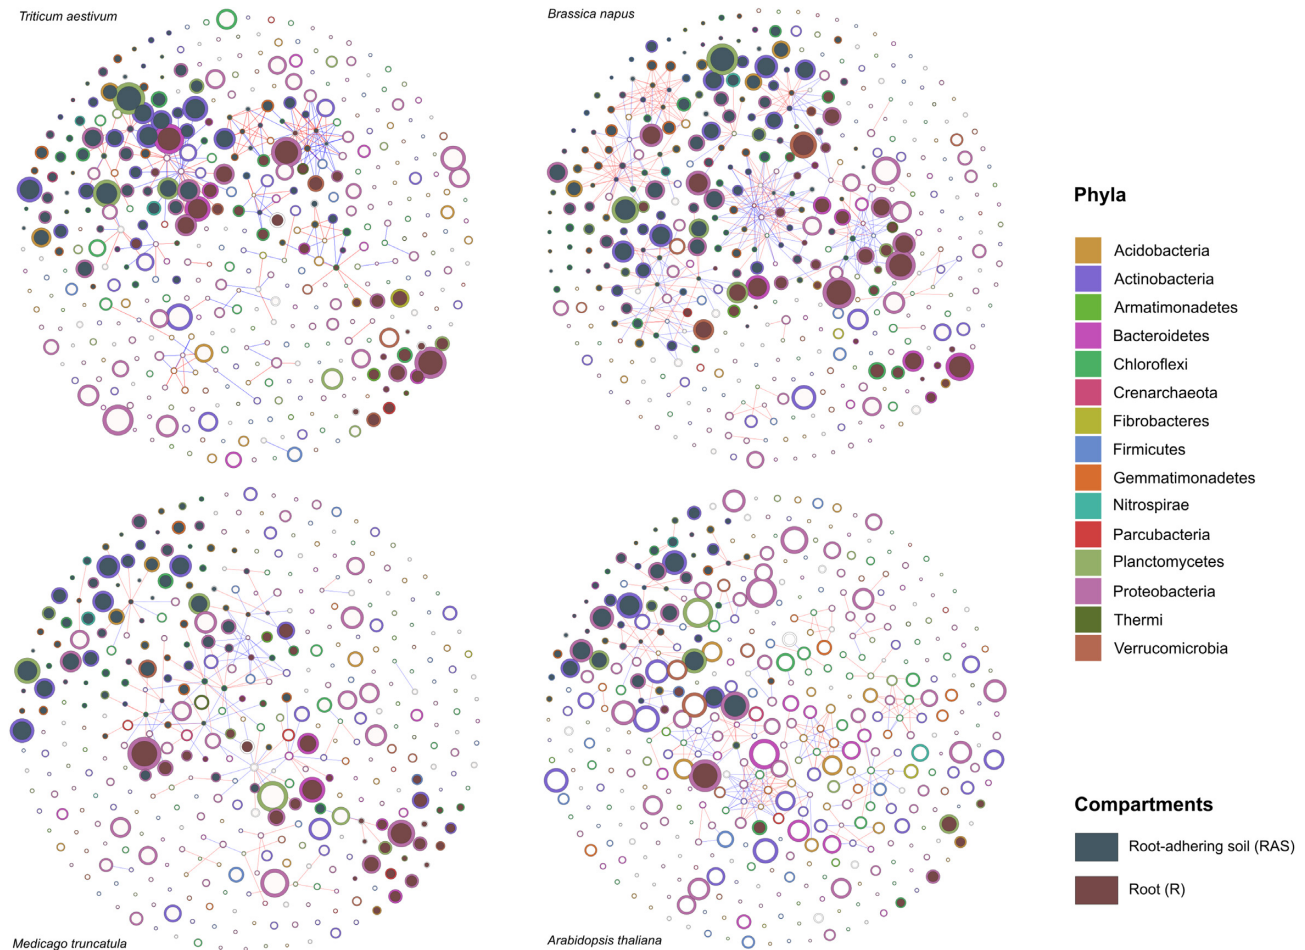 Triticum aestivum
Brassica napus
Phyla
Acidobacteria
Actinobacteria
Armatimonadetes
Bacteroidetes
Chloroflexi
Crenarchaeota
Fibrobacteres
Firmicutes
Gemmatimonadetes
Nitrospirae
Parcubacteria
Planctomycetes
Proteobacteria
Thermi
Verrucomicrobia
Compartments
Root-adhering soil (RAS)
Root (R)
Medicago truncatula
Arabidopsis thaliana